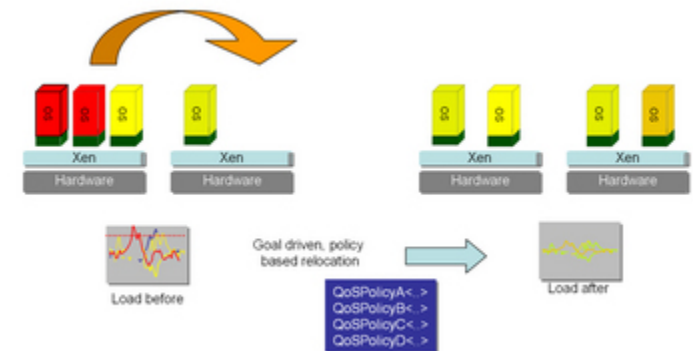 OS OS OS OS OS OS OS OS
Xen Xen Xen Xen
Hardware Hardware Hardware Hardware
Goal driven, policy
based relocation
Load before
Load after
QoSPolicyA<..>
QoSPolicyB<..>
QoSPolicyC<..>
QoSPolicyD<..>